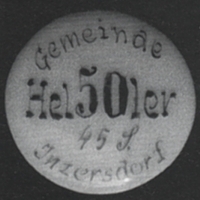 Gemeinde
Hel50ler
45 S.
Inzersdorf